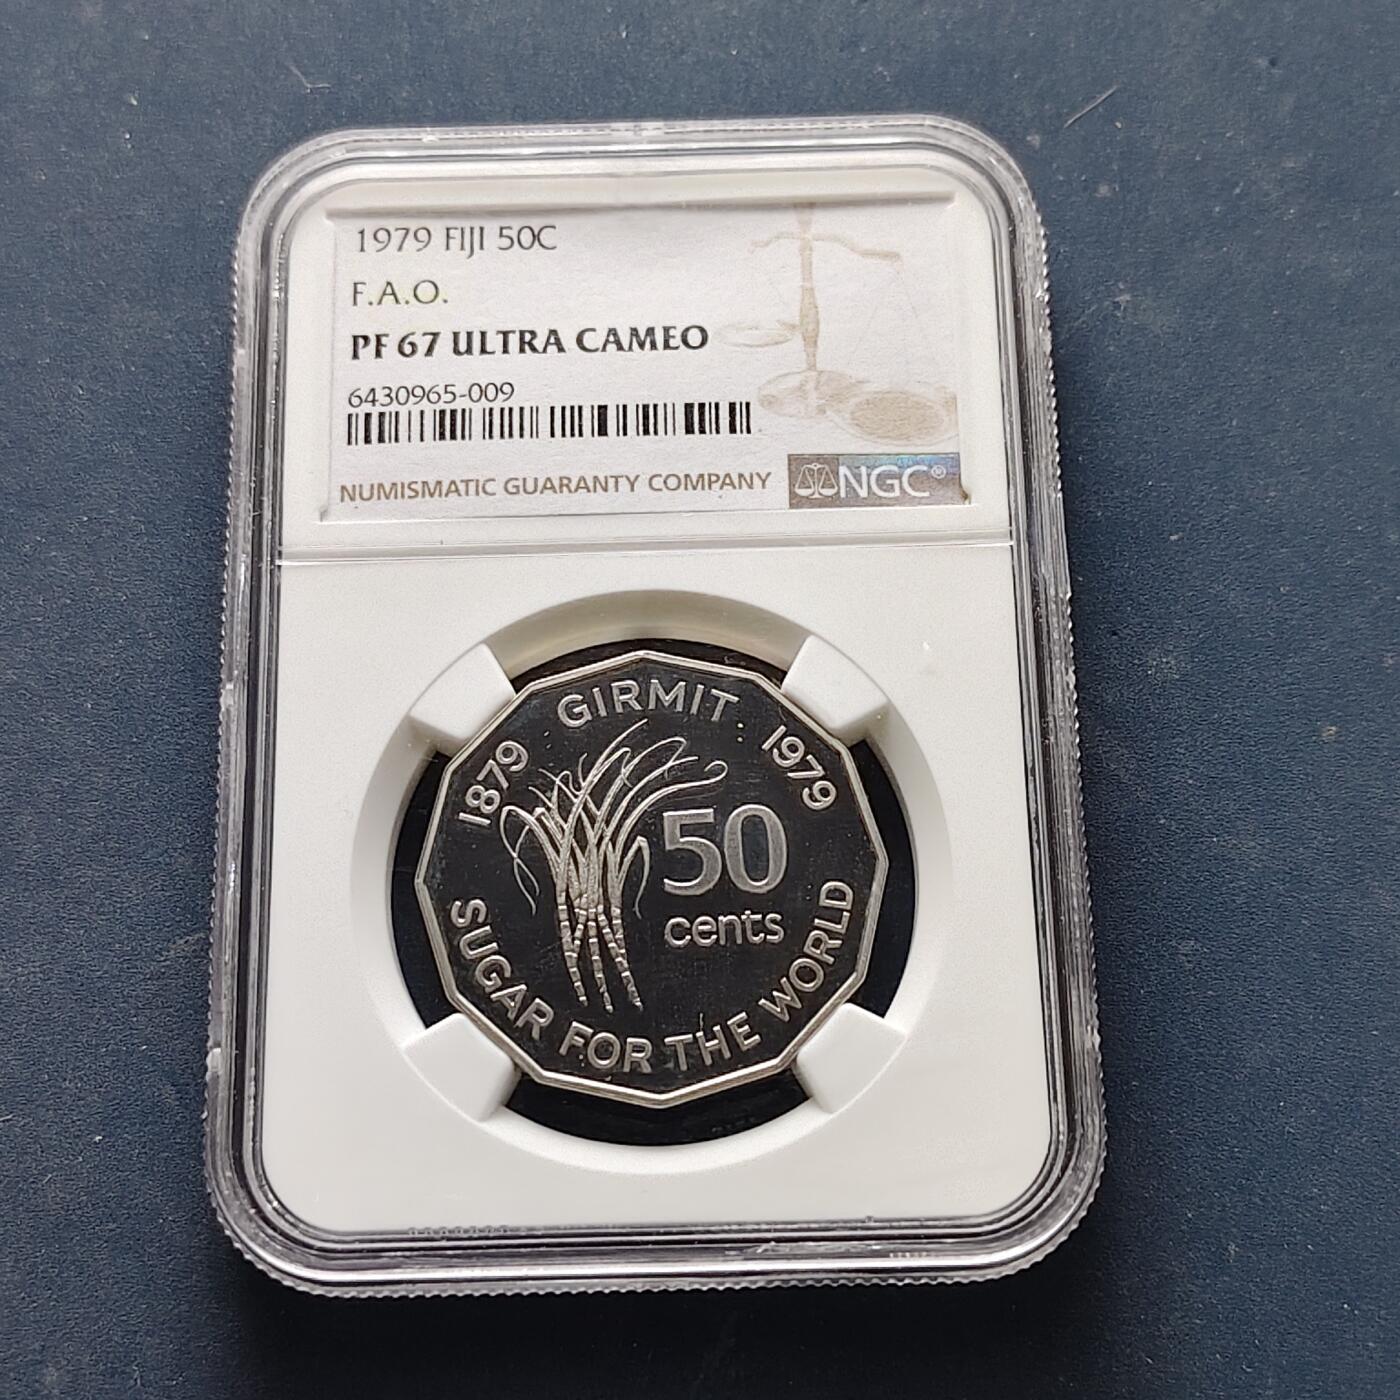 1979 FIJI 50C
F.A.O.
PF 67 ULTRA CAMEO
6430965-009
NUMISMATIC GUARANTY COMPANY
NGC®
GIRMIT
1879
1979
50
cents
SUGAR FOR THE WORLD